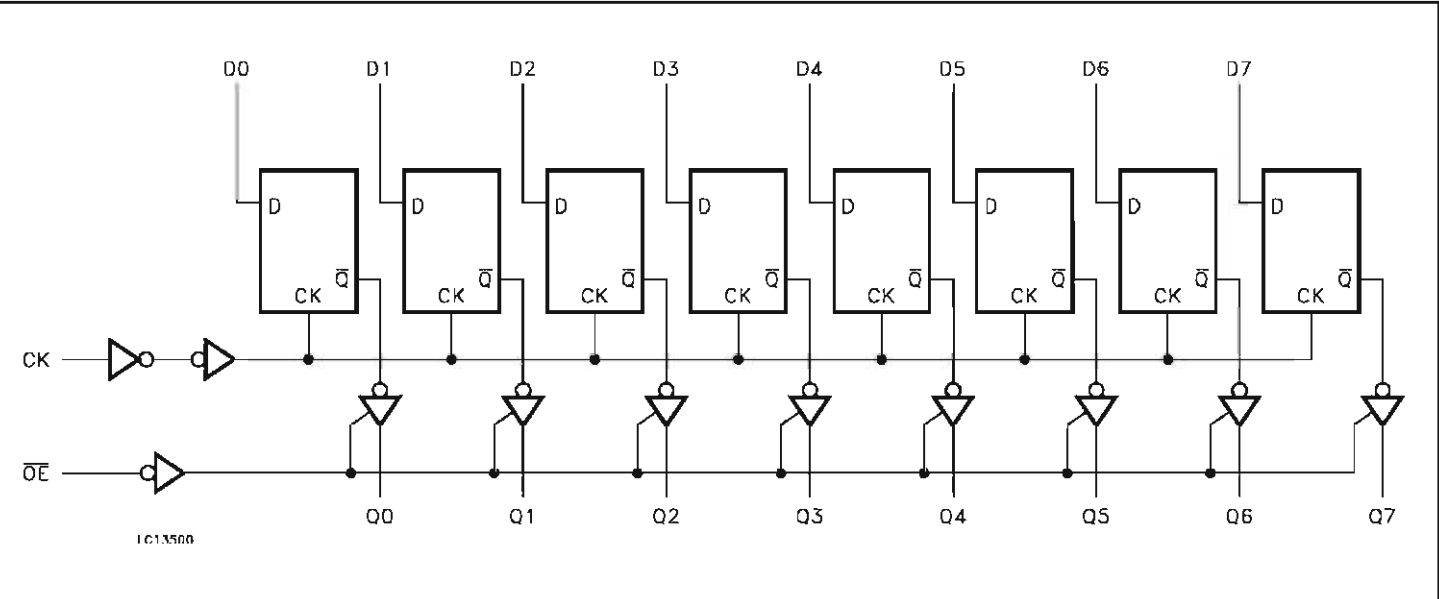 D0 D1 D2 D3 D4 D5 D6 D7
D D D D D D D D
Q̅ Q̅ Q̅ Q̅ Q̅ Q̅ Q̅ Q̅
CK CK CK CK CK CK CK CK
CK
O̅E̅
Q0 Q1 Q2 Q3 Q4 Q5 Q6 Q7
LC13500